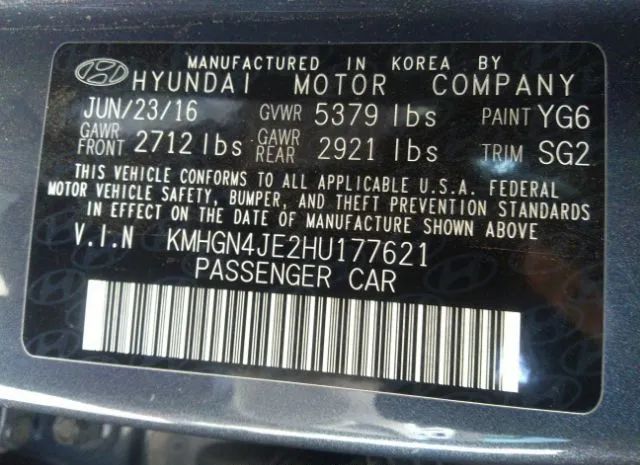 MANUFACTURED IN KOREA BY
HYUNDAI MOTOR COMPANY
JUN/23/16 GVWR 5379 lbs PAINT YG6
GAWR FRONT 2712 lbs GAWR REAR 2921 lbs TRIM SG2
THIS VEHICLE CONFORMS TO ALL APPLICABLE U.S.A. FEDERAL
MOTOR VEHICLE SAFETY, BUMPER, AND THEFT PREVENTION STANDARDS
IN EFFECT ON THE DATE OF MANUFACTURE SHOWN ABOVE
V.I.N KMHGN4JE2HU177621
PASSENGER CAR